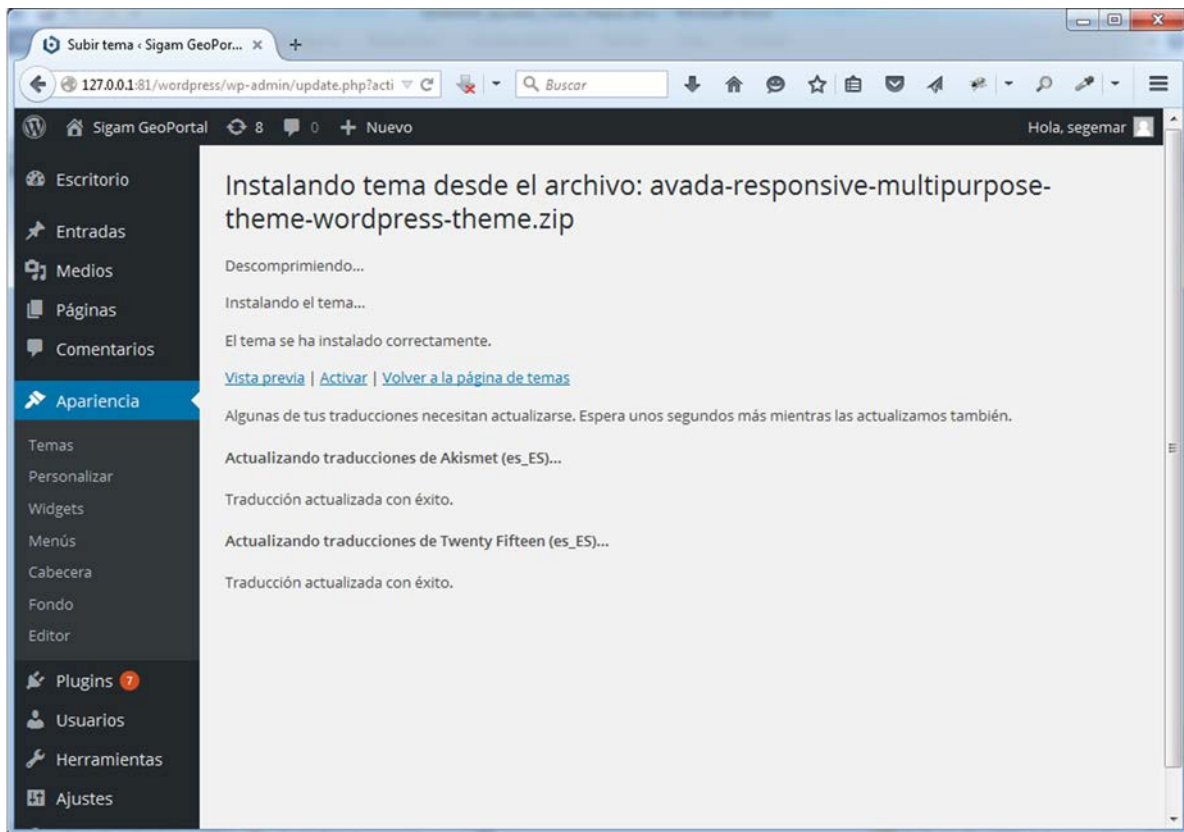 Subir tema ‹ Sigam GeoPor...
127.0.0.1:81/wordpress/wp-admin/update.php?acti
Buscar
Sigam GeoPortal 8 0 + Nuevo
Hola, segemar
Escritorio
Entradas
Medios
Páginas
Comentarios
Apariencia
Temas
Personalizar
Widgets
Menús
Cabecera
Fondo
Editor
Plugins 7
Usuarios
Herramientas
Ajustes
Instalando tema desde el archivo: avada-responsive-multipurpose-
theme-wordpress-theme.zip
Descomprimiendo...
Instalando el tema...
El tema se ha instalado correctamente.
Vista previa | Activar | Volver a la página de temas
Algunas de tus traducciones necesitan actualizarse. Espera unos segundos más mientras las actualizamos también.
Actualizando traducciones de Akismet (es_ES)...
Traducción actualizada con éxito.
Actualizando traducciones de Twenty Fifteen (es_ES)...
Traducción actualizada con éxito.